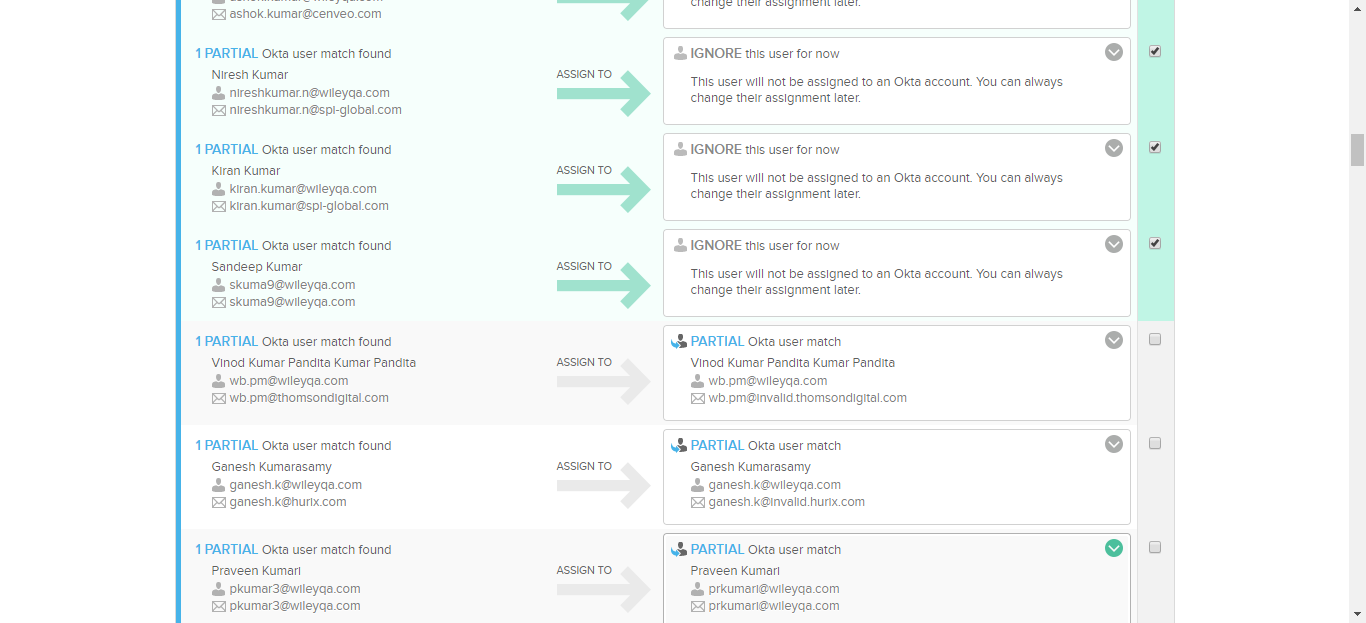 ashok.kumar@cenveo.com
change their assignment later.
1 PARTIAL Okta user match found
Niresh Kumar
nireshkumar.n@wileyqa.com
nireshkumar.n@spi-global.com
ASSIGN TO
IGNORE this user for now
This user will not be assigned to an Okta account. You can always
change their assignment later.
1 PARTIAL Okta user match found
Kiran Kumar
kiran.kumar@wileyqa.com
kiran.kumar@spi-global.com
ASSIGN TO
IGNORE this user for now
This user will not be assigned to an Okta account. You can always
change their assignment later.
1 PARTIAL Okta user match found
Sandeep Kumar
skuma9@wileyqa.com
skuma9@wileyqa.com
ASSIGN TO
IGNORE this user for now
This user will not be assigned to an Okta account. You can always
change their assignment later.
1 PARTIAL Okta user match found
Vinod Kumar Pandita Kumar Pandita
wb.pm@wileyqa.com
wb.pm@thomsondigital.com
ASSIGN TO
PARTIAL Okta user match
Vinod Kumar Pandita Kumar Pandita
wb.pm@wileyqa.com
wb.pm@invalid.thomsondigital.com
1 PARTIAL Okta user match found
Ganesh Kumarasamy
ganesh.k@wileyqa.com
ganesh.k@hurix.com
ASSIGN TO
PARTIAL Okta user match
Ganesh Kumarasamy
ganesh.k@wileyqa.com
ganesh.k@invalid.hurix.com
1 PARTIAL Okta user match found
Praveen Kumari
pkumar3@wileyqa.com
pkumar3@wileyqa.com
ASSIGN TO
PARTIAL Okta user match
Praveen Kumari
prkumari@wileyqa.com
prkumari@wileyqa.com